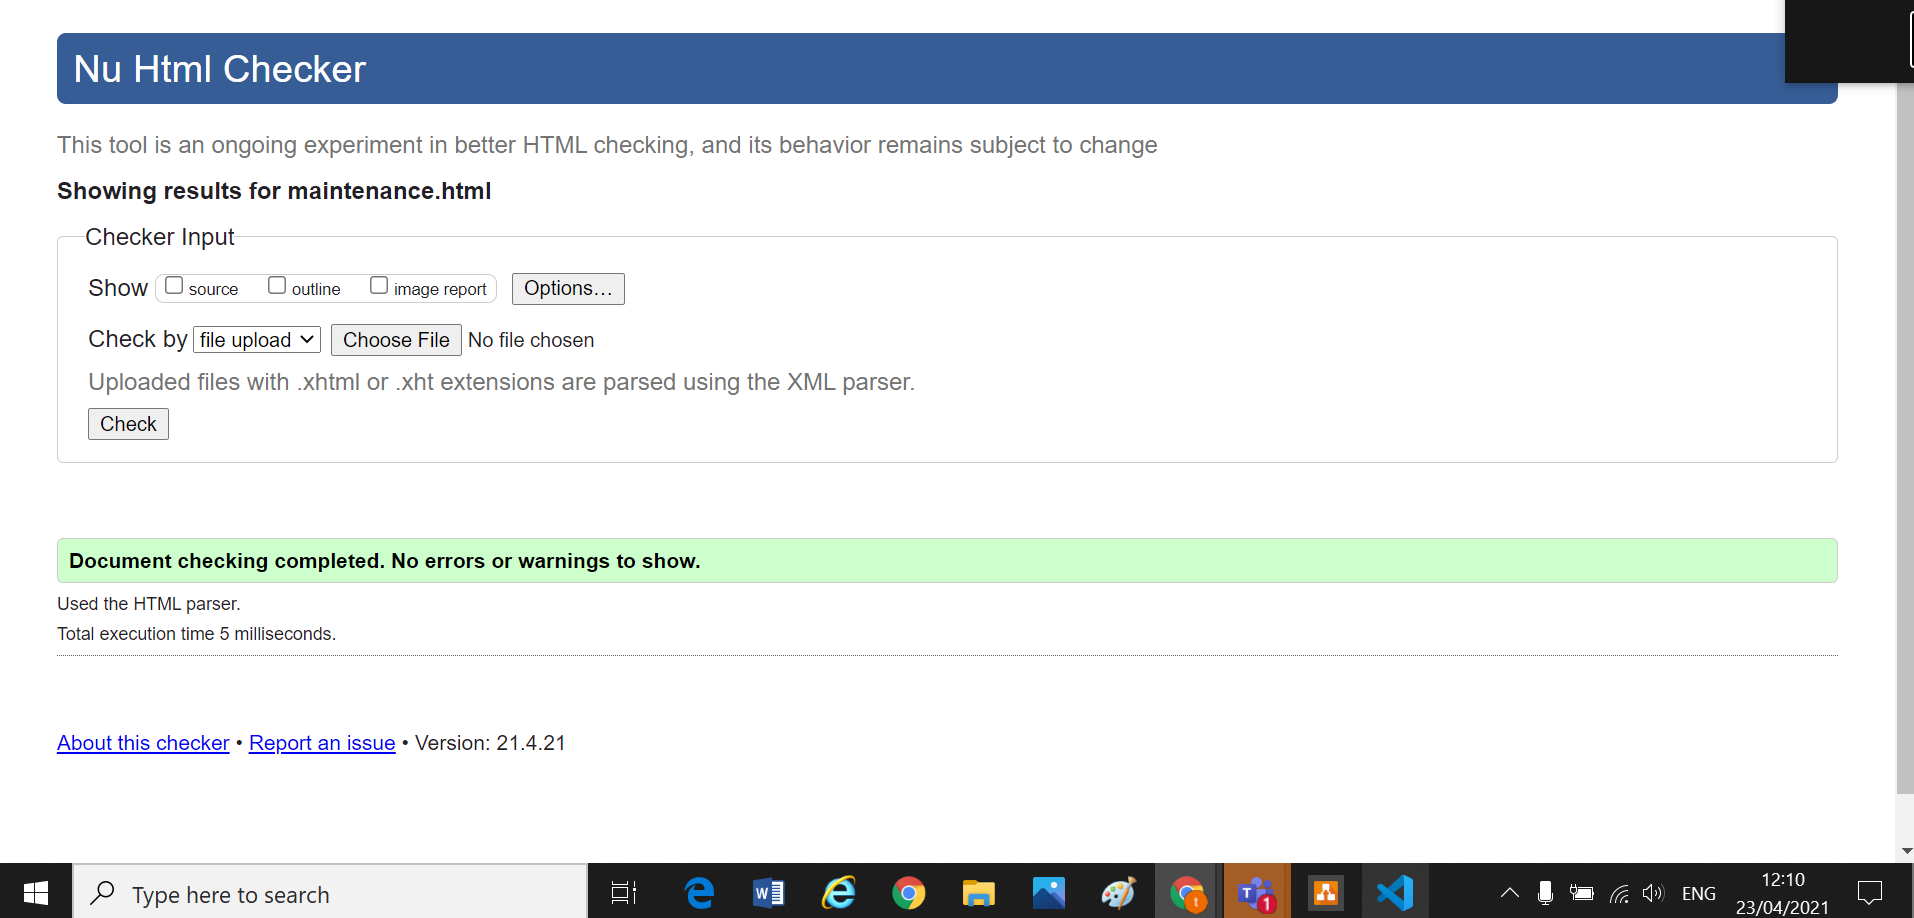 Nu Html Checker
This tool is an ongoing experiment in better HTML checking, and its behavior remains subject to change
Showing results for maintenance.html
Checker Input
Show source outline image report Options...
Check by file upload Choose File No file chosen
Uploaded files with .xhtml or .xht extensions are parsed using the XML parser.
Check
Document checking completed. No errors or warnings to show.
Used the HTML parser.
Total execution time 5 milliseconds.
About this checker • Report an issue • Version: 21.4.21
Type here to search
W
t
T
1
ENG
12:10
23/04/2021